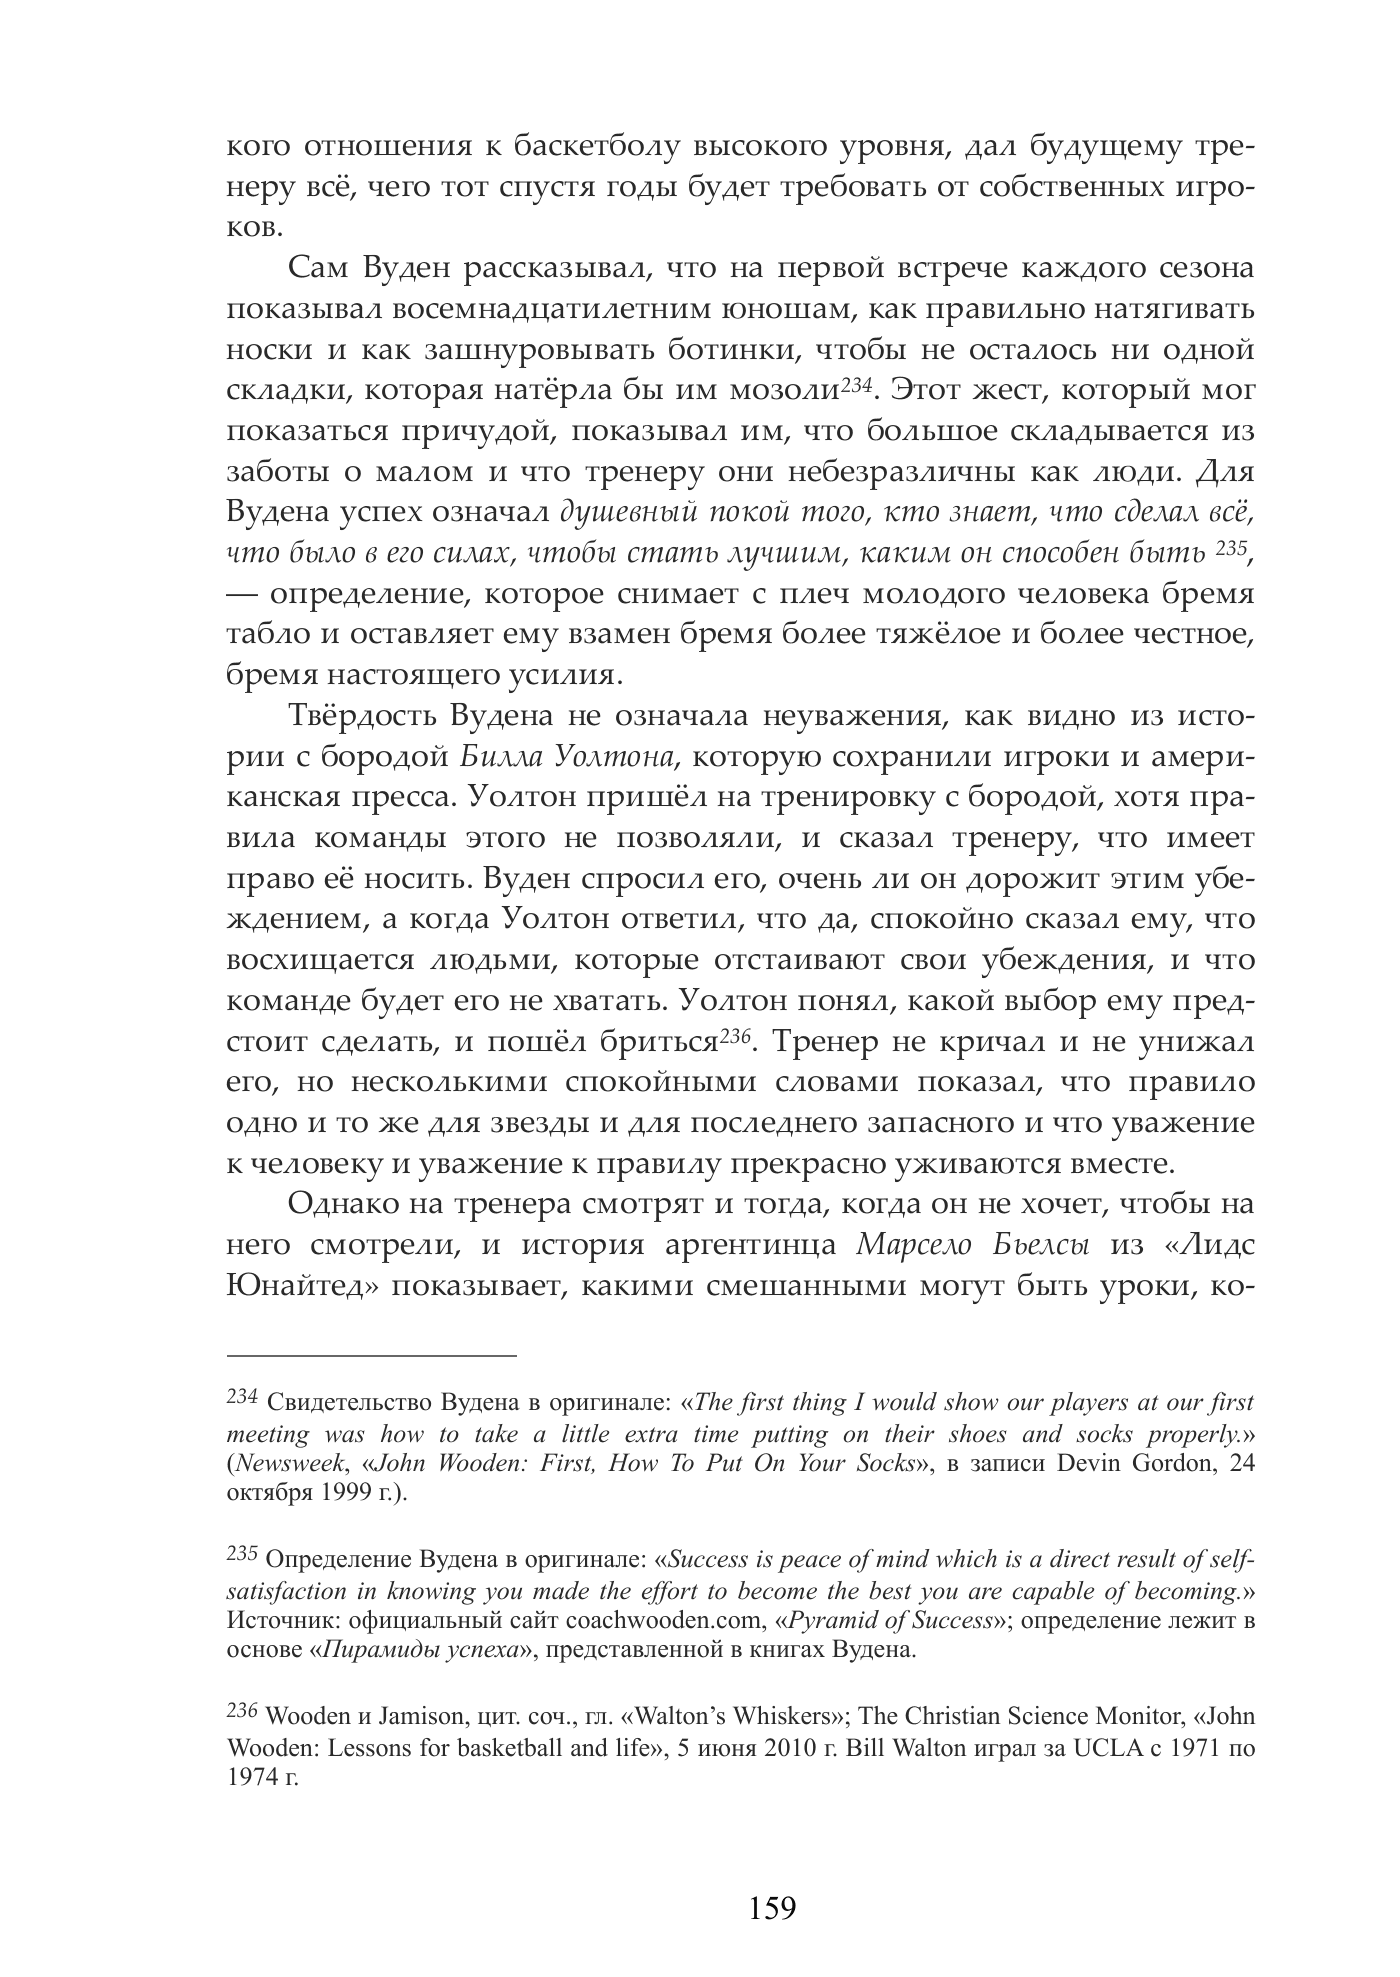 кого отношения к баскетболу высокого уровня, дал будущему тре-
неру всё, чего тот спустя годы будет требовать от собственных игро-
ков.
Сам Вуден рассказывал, что на первой встрече каждого сезона
показывал восемнадцатилетним юношам, как правильно натягивать
носки и как зашнуровывать ботинки, чтобы не осталось ни одной
складки, которая натёрла бы им мозоли234. Этот жест, который мог
показаться причудой, показывал им, что большое складывается из
заботы о малом и что тренеру они небезразличны как люди. Для
Вудена успех означал душевный покой того, кто знает, что сделал всё,
что было в его силах, чтобы стать лучшим, каким он способен быть 235,
— определение, которое снимает с плеч молодого человека бремя
табло и оставляет ему взамен бремя более тяжёлое и более честное,
бремя настоящего усилия.
Твёрдость Вудена не означала неуважения, как видно из исто-
рии с бородой Билла Уолтона, которую сохранили игроки и амери-
канская пресса. Уолтон пришёл на тренировку с бородой, хотя пра-
вила команды этого не позволяли, и сказал тренеру, что имеет
право её носить. Вуден спросил его, очень ли он дорожит этим убе-
ждением, а когда Уолтон ответил, что да, спокойно сказал ему, что
восхищается людьми, которые отстаивают свои убеждения, и что
команде будет его не хватать. Уолтон понял, какой выбор ему пред-
стоит сделать, и пошёл бриться236. Тренер не кричал и не унижал
его, но несколькими спокойными словами показал, что правило
одно и то же для звезды и для последнего запасного и что уважение
к человеку и уважение к правилу прекрасно уживаются вместе.
Однако на тренера смотрят и тогда, когда он не хочет, чтобы на
него смотрели, и история аргентинца Марсело Бьелсы из «Лидс
Юнайтед» показывает, какими смешанными могут быть уроки, ко-
234 Свидетельство Вудена в оригинале: «The first thing I would show our players at our first
meeting was how to take a little extra time putting on their shoes and socks properly.»
(Newsweek, «John Wooden: First, How To Put On Your Socks», в записи Devin Gordon, 24
октября 1999 г.).
235 Определение Вудена в оригинале: «Success is peace of mind which is a direct result of self-
satisfaction in knowing you made the effort to become the best you are capable of becoming.»
Источник: официальный сайт coachwooden.com, «Pyramid of Success»; определение лежит в
основе «Пирамиды успеха», представленной в книгах Вудена.
236 Wooden и Jamison, цит. соч., гл. «Walton’s Whiskers»; The Christian Science Monitor, «John
Wooden: Lessons for basketball and life», 5 июня 2010 г. Bill Walton играл за UCLA с 1971 по
1974 г.
159